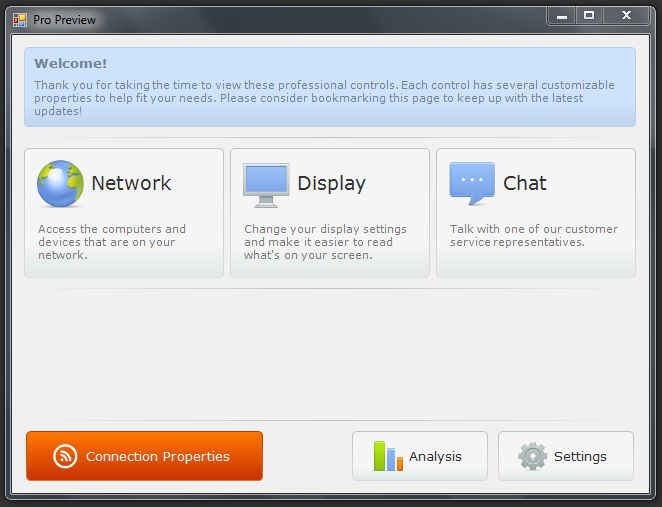 Pro Preview
Welcome!
Thank you for taking the time to view these professional controls. Each control has several customizable
properties to help fit your needs. Please consider bookmarking this page to keep up with the latest
updates!
Network
Access the computers and
devices that are on your
network.
Display
Change your display settings
and make it easier to read
what's on your screen.
Chat
Talk with one of our customer
service representatives.
Connection Properties
Analysis
Settings